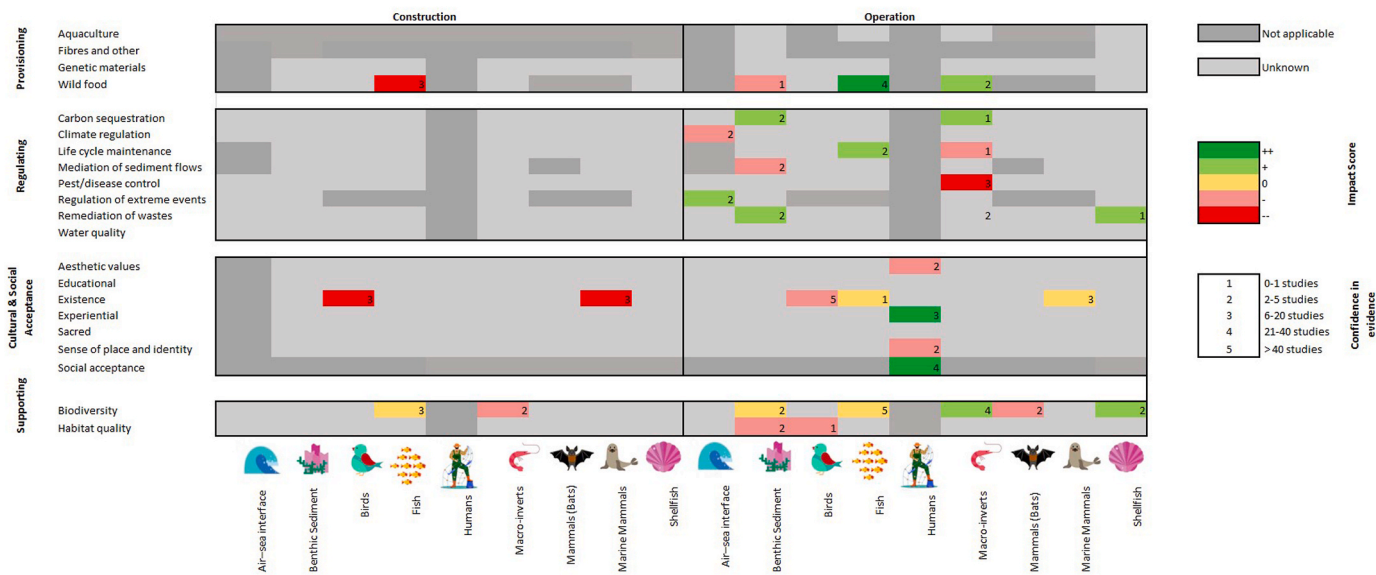 Construction Operation
Provisioning
Aquaculture
Fibres and other
Genetic materials
Wild food 3 1 4 2
Not applicable
Unknown
Regulating
Carbon sequestration 2 1
Climate regulation 2
Life cycle maintenance 2 1
Mediation of sediment flows 2
Pest/disease control 3
Regulation of extreme events 2
Remediation of wastes 2 2 1
Water quality
++
+
0
-
--
Impact Score
Cultural & Social
Acceptance
Aesthetic values 2
Educational
Existence 3 3 5 1 3
Experiential 3
Sacred
Sense of place and identity 2
Social acceptance 4
1 0-1 studies
2 2-5 studies
3 6-20 studies
4 21-40 studies
5 >40 studies
Confidence in
evidence
Supporting
Biodiversity 3 2 2 5 4 2 2
Habitat quality 2 1
Air–sea interface
Benthic Sediment
Birds
Fish
Humans
Macro-inverts
Mammals (Bats)
Marine Mammals
Shellfish
Air–sea interface
Benthic Sediment
Birds
Fish
Humans
Macro-inverts
Mammals (Bats)
Marine Mammals
Shellfish